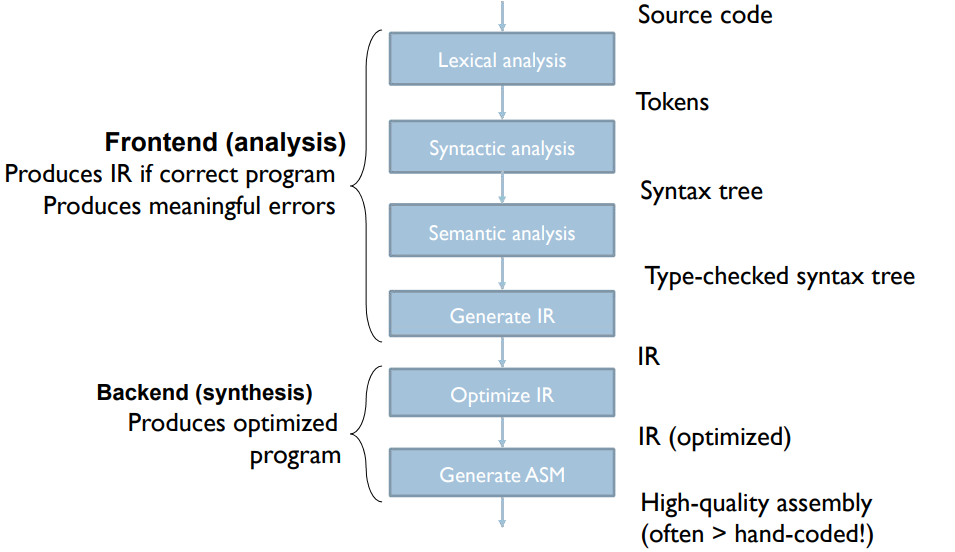 Source code
Lexical analysis
Tokens
Frontend (analysis)
Produces IR if correct program
Produces meaningful errors
Syntactic analysis
Syntax tree
Semantic analysis
Type-checked syntax tree
Generate IR
IR
Backend (synthesis)
Produces optimized
program
Optimize IR
IR (optimized)
Generate ASM
High-quality assembly
(often > hand-coded!)